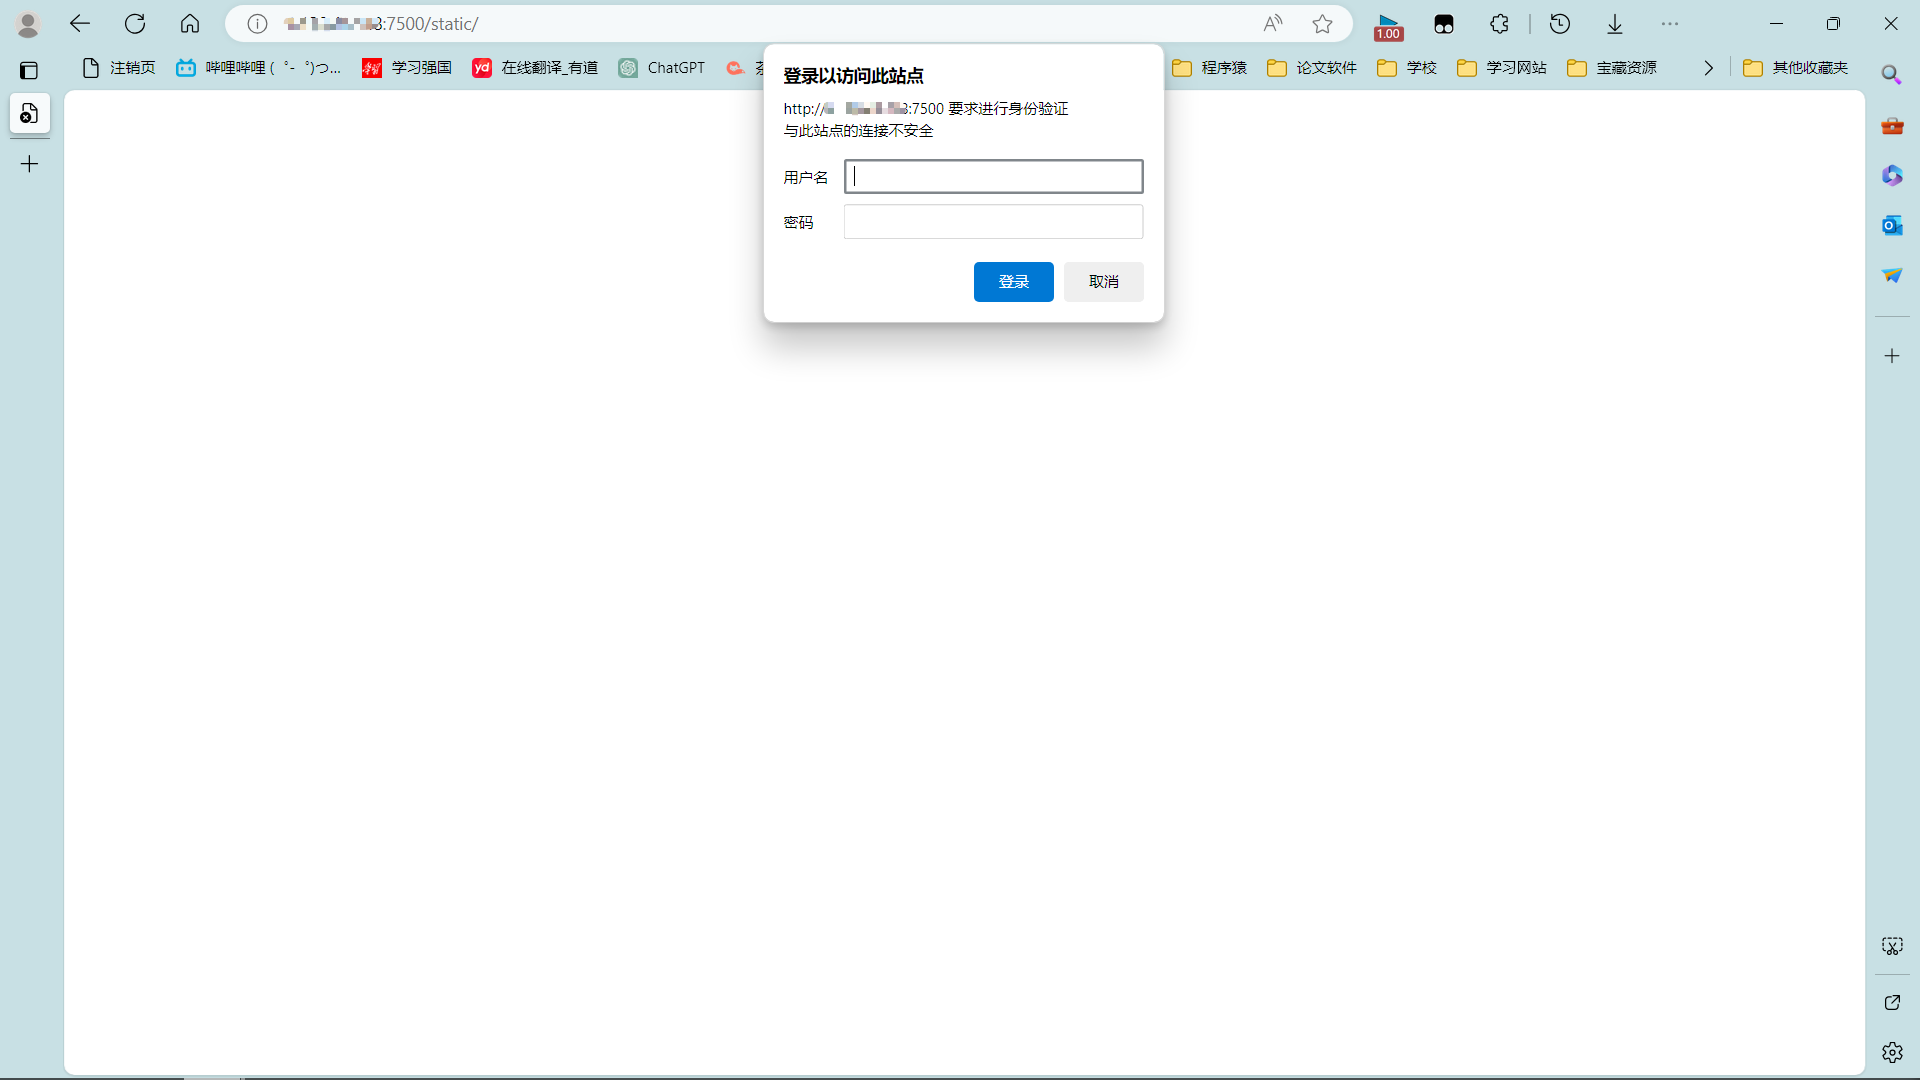 :7500/static/
1.00
注销页
哔哩哔哩 (゜-゜)つ...
学习强国
yd
在线翻译_有道
ChatGPT
程序猿
论文软件
学校
学习网站
宝藏资源
其他收藏夹
登录以访问此站点
http:// :7500 要求进行身份验证
与此站点的连接不安全
用户名
密码
登录
取消